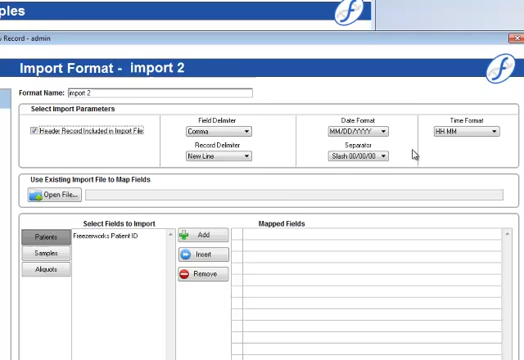 ples
Record - admin
Import Format - import 2
Format Name: import 2
Select Import Parameters
Header Record Included in Import File
Field Delimiter
Comma
Record Delimiter
New Line
Date Format
MM/DD/YYYY
Separator
Slash 00/00/00
Time Format
HH MM
Use Existing Import File to Map Fields
Open File...
Select Fields to Import
Mapped Fields
Patients
Samples
Aliquots
Freezerworks Patient ID
Add
Insert
Remove